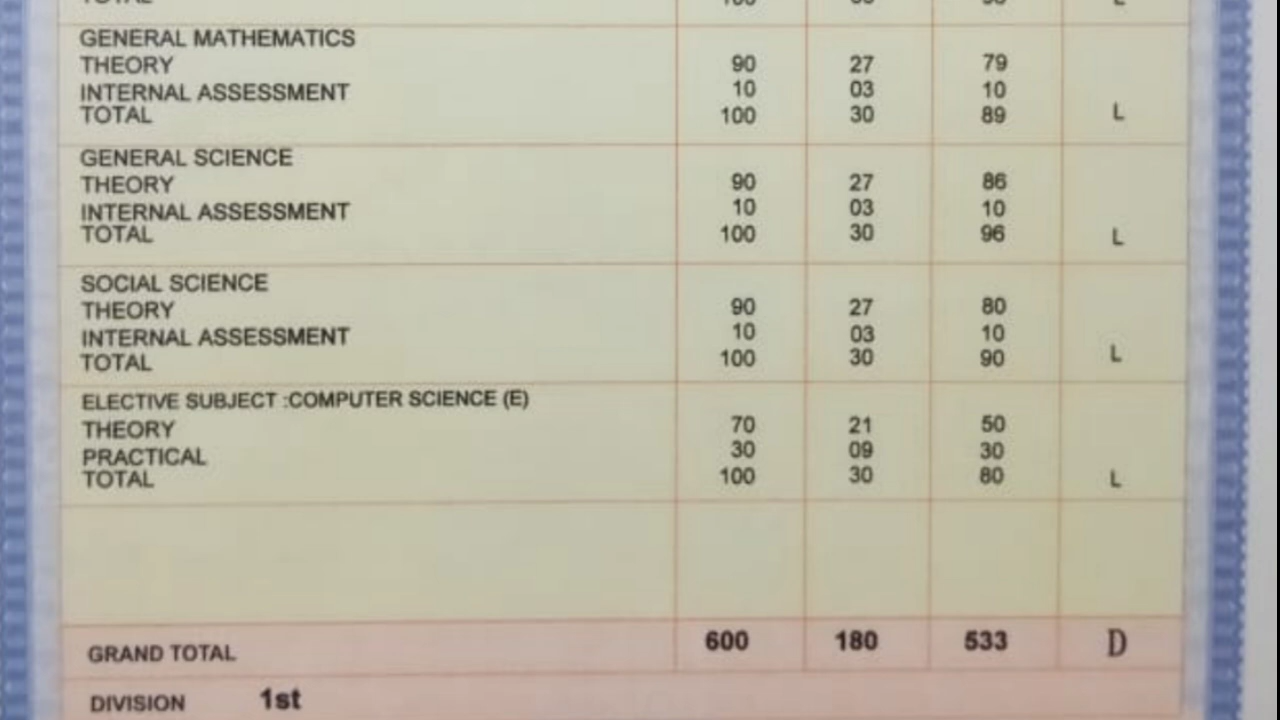 TOTAL 100
GENERAL MATHEMATICS
THEORY 90 27 79
INTERNAL ASSESSMENT 10 03 10
TOTAL 100 30 89 L
GENERAL SCIENCE
THEORY 90 27 86
INTERNAL ASSESSMENT 10 03 10
TOTAL 100 30 96 L
SOCIAL SCIENCE
THEORY 90 27 80
INTERNAL ASSESSMENT 10 03 10
TOTAL 100 30 90 L
ELECTIVE SUBJECT :COMPUTER SCIENCE (E)
THEORY 70 21 50
PRACTICAL 30 09 30
TOTAL 100 30 80 L
GRAND TOTAL 600 180 533 D
DIVISION 1st